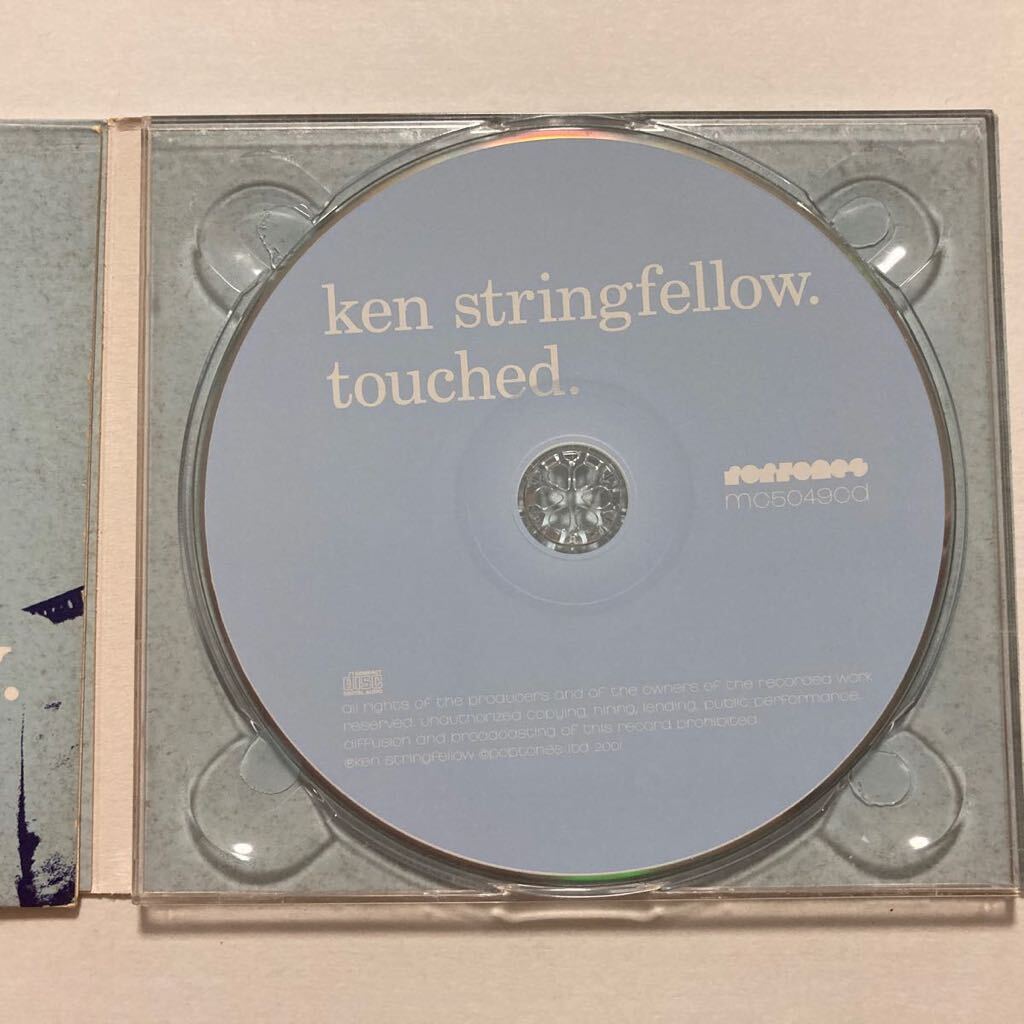 ken stringfellow.
touched.
poptones
mc5049cd
COMPACT
disc
DIGITAL AUDIO
all rights of the producers and of the owners of the recorded work
reserved. unauthorized copying, hiring, lending, public performance,
diffusion and broadcasting of this record prohibited.
℗ken stringfellow ©poptones ltd 2001